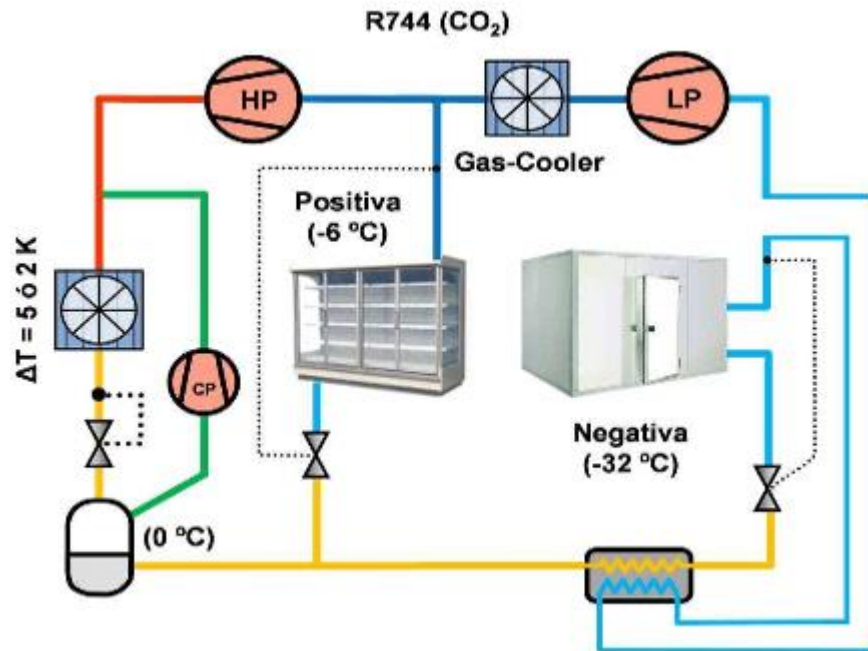 R744 (CO₂)
HP
LP
Gas-Cooler
Positiva
(-6 ºC)
ΔT = 5 ó 2 K
CP
Negativa
(-32 ºC)
(0 ºC)